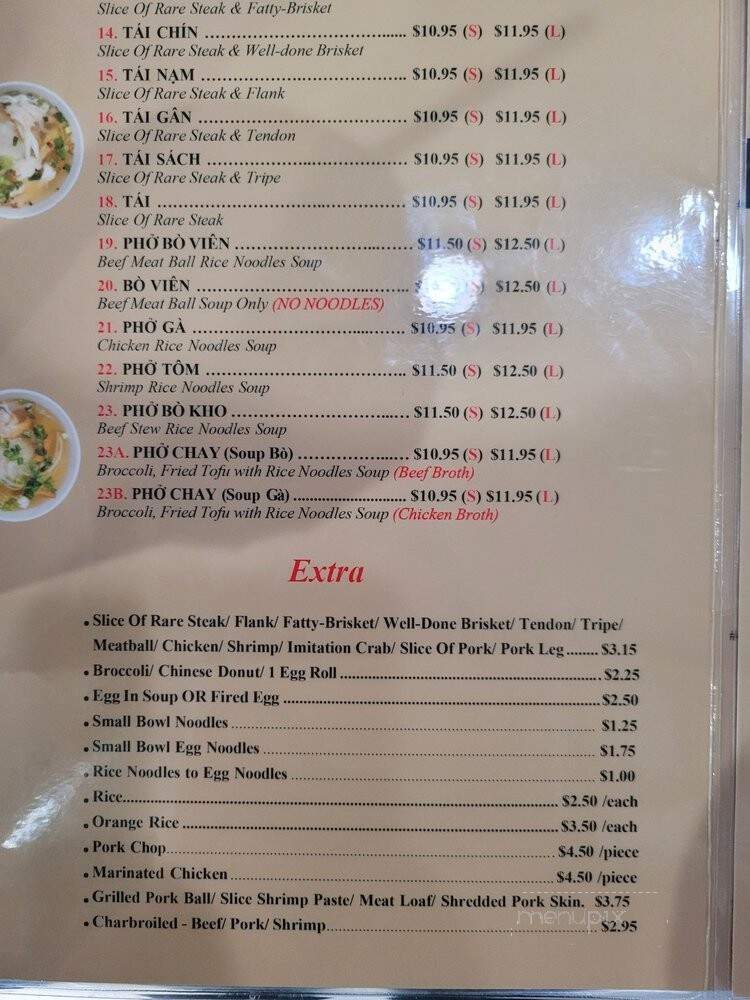 Slice Of Rare Steak & Fatty-Brisket
14. TÁI CHÍN ........ $10.95 (S) $11.95 (L)
Slice Of Rare Steak & Well-done Brisket
15. TÁI NẠM ........ $10.95 (S) $11.95 (L)
Slice Of Rare Steak & Flank
16. TÁI GÂN ........ $10.95 (S) $11.95 (L)
Slice Of Rare Steak & Tendon
17. TÁI SÁCH ........ $10.95 (S) $11.95 (L)
Slice Of Rare Steak & Tripe
18. TÁI ........ $10.95 (S) $11.95 (L)
Slice Of Rare Steak
19. PHỞ BÒ VIÊN ........ $11.50 (S) $12.50 (L)
Beef Meat Ball Rice Noodles Soup
20. BÒ VIÊN ........ $12.50 (L)
Beef Meat Ball Soup Only (NO NOODLES)
21. PHỞ GÀ ........ $10.95 (S) $11.95 (L)
Chicken Rice Noodles Soup
22. PHỞ TÔM ........ $11.50 (S) $12.50 (L)
Shrimp Rice Noodles Soup
23. PHỞ BÒ KHO ........ $11.50 (S) $12.50 (L)
Beef Stew Rice Noodles Soup
23A. PHỞ CHAY (Soup Bò) ........ $10.95 (S) $11.95 (L)
Broccoli, Fried Tofu with Rice Noodles Soup (Beef Broth)
23B. PHỞ CHAY (Soup Gà) ........ $10.95 (S) $11.95 (L)
Broccoli, Fried Tofu with Rice Noodles Soup (Chicken Broth)
Extra
• Slice Of Rare Steak/ Flank/ Fatty-Brisket/ Well-Done Brisket/ Tendon/ Tripe/
Meatball/ Chicken/ Shrimp/ Imitation Crab/ Slice Of Pork/ Pork Leg ........ $3.15
• Broccoli/ Chinese Donut/ 1 Egg Roll ........ $2.25
• Egg In Soup OR Fired Egg ........ $2.50
• Small Bowl Noodles ........ $1.25
• Small Bowl Egg Noodles ........ $1.75
• Rice Noodles to Egg Noodles ........ $1.00
• Rice ........ $2.50 /each
• Orange Rice ........ $3.50 /each
• Pork Chop ........ $4.50 /piece
• Marinated Chicken ........ $4.50 /piece
• Grilled Pork Ball/ Slice Shrimp Paste/ Meat Loaf/ Shredded Pork Skin. $3.75
• Charbroiled - Beef/ Pork/ Shrimp ........ $2.95
menupix